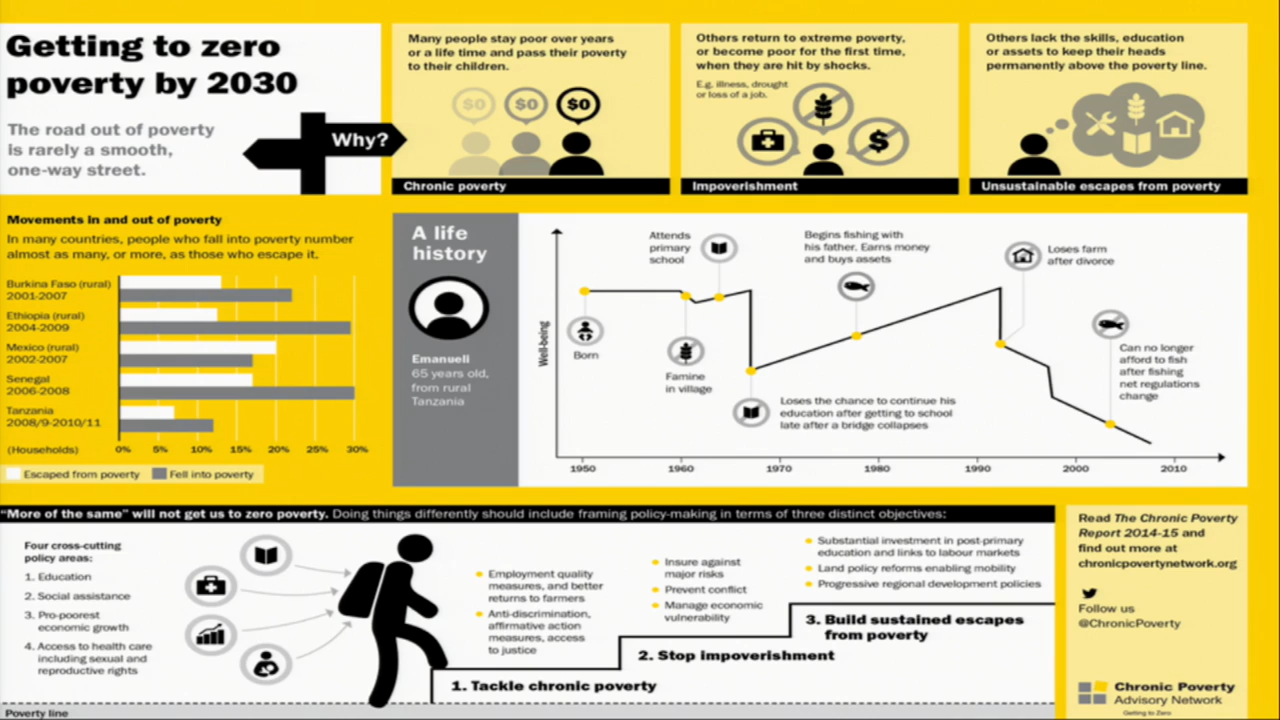 Getting to zero
poverty by 2030
The road out of poverty
is rarely a smooth,
one-way street.
Why?
Many people stay poor over years
or a life time and pass their poverty
to their children.
$0 $0 $0
Chronic poverty
Others return to extreme poverty,
or become poor for the first time,
when they are hit by shocks.
E.g. illness, drought
or loss of a job.
$
Impoverishment
Others lack the skills, education
or assets to keep their heads
permanently above the poverty line.
Unsustainable escapes from poverty
Movements in and out of poverty
In many countries, people who fall into poverty number
almost as many, or more, as those who escape it.
Burkina Faso (rural)
2001-2007
Ethiopia (rural)
2004-2009
Mexico (rural)
2002-2007
Senegal
2006-2008
Tanzania
2008/9-2010/11
(Households) 0% 5% 10% 15% 20% 25% 30%
Escaped from poverty Fell into poverty
A life
history
Emanuell
65 years old,
from rural
Tanzania
Well-being
Born
Famine
in village
Attends
primary
school
Loses the chance to continue his
education after getting to school
late after a bridge collapses
Begins fishing with
his father. Earns money
and buys assets
Loses farm
after divorce
Can no longer
afford to fish
after fishing
net regulations
change
1950 1960 1970 1980 1990 2000 2010
"More of the same" will not get us to zero poverty. Doing things differently should include framing policy-making in terms of three distinct objectives:
Four cross-cutting
policy areas:
1. Education
2. Social assistance
3. Pro-poorest
economic growth
4. Access to health care
including sexual and
reproductive rights
Employment quality
measures, and better
returns to farmers
Anti-discrimination,
affirmative action
measures, access
to justice
1. Tackle chronic poverty
Insure against
major risks
Prevent conflict
Manage economic
vulnerability
2. Stop impoverishment
Substantial investment in post-primary
education and links to labour markets
Land policy reforms enabling mobility
Progressive regional development policies
3. Build sustained escapes
from poverty
Poverty line
Read The Chronic Poverty
Report 2014-15 and
find out more at
chronicpovertynetwork.org
Follow us
@ChronicPoverty
Chronic Poverty
Advisory Network
Getting to Zero